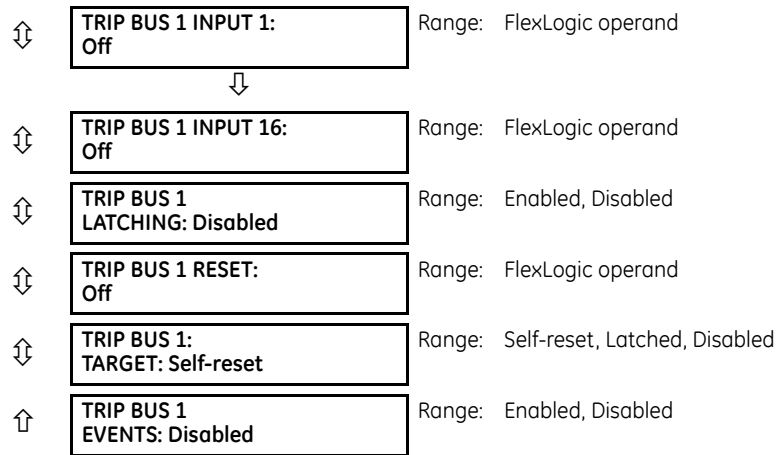 TRIP BUS 1 INPUT 1:
Off
Range: FlexLogic operand
TRIP BUS 1 INPUT 16:
Off
Range: FlexLogic operand
TRIP BUS 1
LATCHING: Disabled
Range: Enabled, Disabled
TRIP BUS 1 RESET:
Off
Range: FlexLogic operand
TRIP BUS 1:
TARGET: Self-reset
Range: Self-reset, Latched, Disabled
TRIP BUS 1
EVENTS: Disabled
Range: Enabled, Disabled